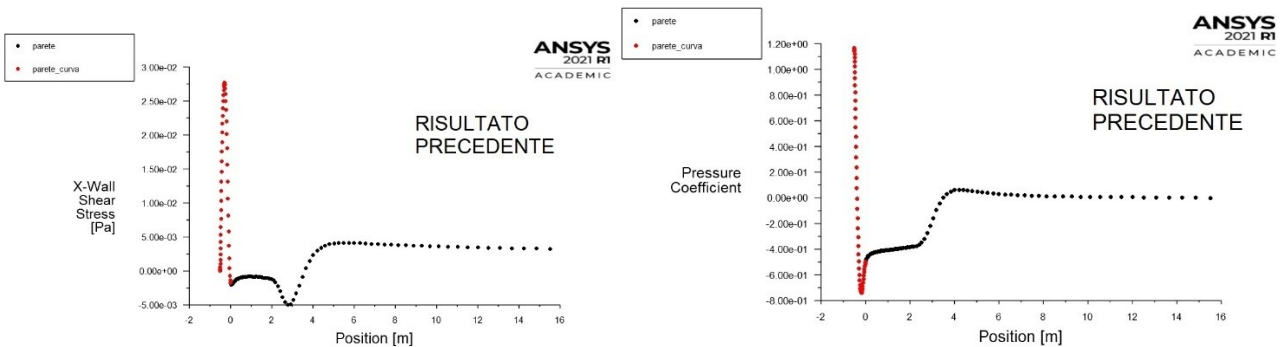 parete
parete_curva
ANSYS
2021 R1
ACADEMIC
3.00e-02
2.50e-02
2.00e-02
1.50e-02
1.00e-02
5.00e-03
0.00e+00
-5.00e-03
X-Wall
Shear
Stress
[Pa]
RISULTATO
PRECEDENTE
-2 0 2 4 6 8 10 12 14 16
Position [m]
parete
parete_curva
ANSYS
2021 R1
ACADEMIC
1.20e+00
1.00e+00
8.00e-01
6.00e-01
4.00e-01
2.00e-01
0.00e+00
-2.00e-01
-4.00e-01
-6.00e-01
-8.00e-01
Pressure
Coefficient
RISULTATO
PRECEDENTE
-2 0 2 4 6 8 10 12 14 16
Position [m]